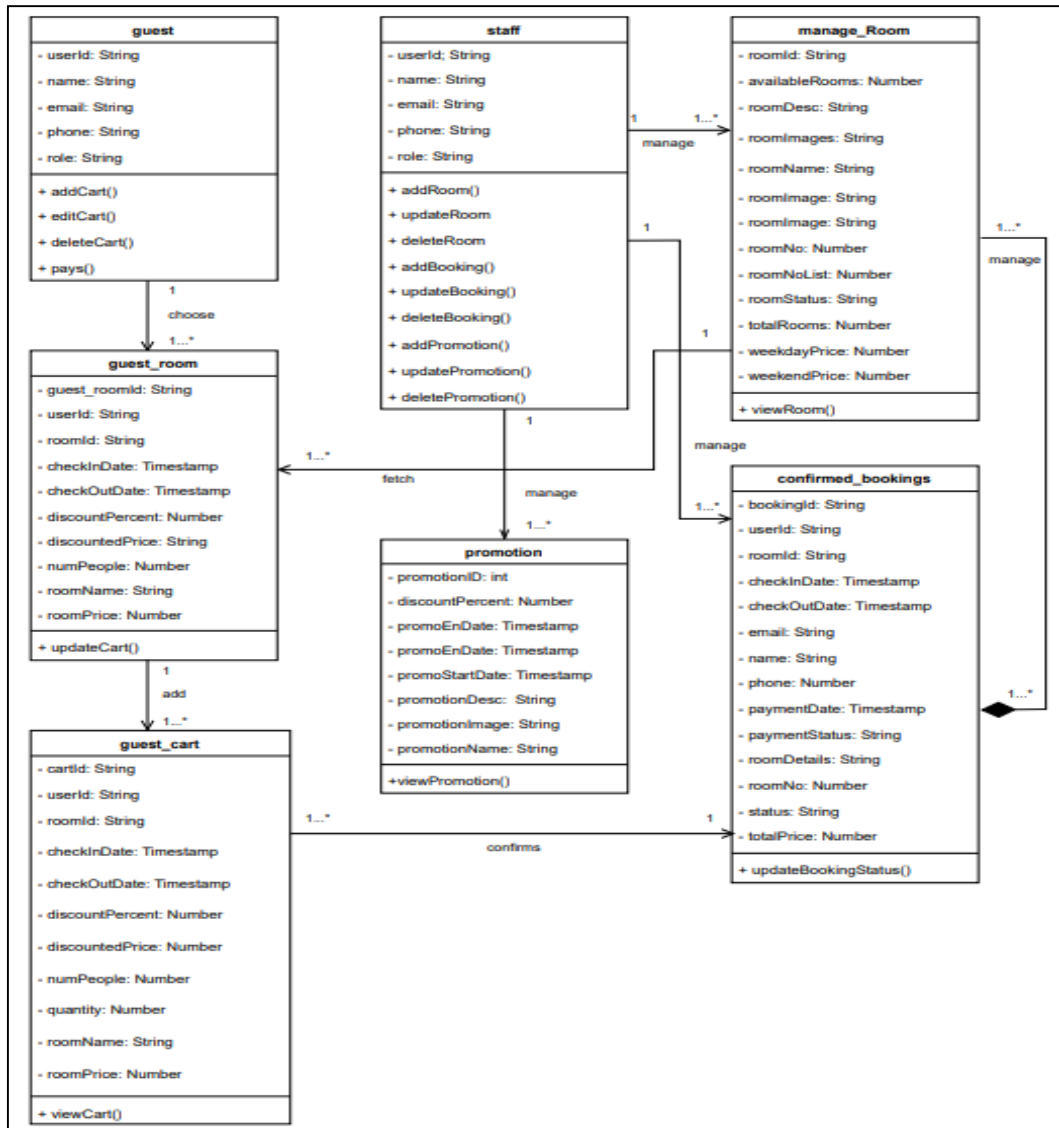 guest
- userId: String
- name: String
- email: String
- phone: String
- role: String
+ addCart()
+ editCart()
+ deleteCart()
+ pays()
1
choose
1...*
guest_room
- guest_roomId: String
- userId: String
- roomId: String
- checkInDate: Timestamp
- checkOutDate: Timestamp
- discountPercent: Number
- discountedPrice: String
- numPeople: Number
- roomName: String
- roomPrice: Number
+ updateCart()
1
add
1...*
guest_cart
- cartId: String
- userId: String
- roomId: String
- checkInDate: Timestamp
- checkOutDate: Timestamp
- discountPercent: Number
- discountedPrice: Number
- numPeople: Number
- quantity: Number
- roomName: String
- roomPrice: Number
+ viewCart()
staff
- userId; String
- name: String
- email: String
- phone: String
- role: String
+ addRoom()
+ updateRoom
+ deleteRoom
+ addBooking()
+ updateBooking()
+ deleteBooking()
+ addPromotion()
+ updatePromotion()
+ deletePromotion()
1
manage
1...*
promotion
- promotionID: int
- discountPercent: Number
- promoEnDate: Timestamp
- promoEnDate: Timestamp
- promoStartDate: Timestamp
- promotionDesc: String
- promotionImage: String
- promotionName: String
+viewPromotion()
1
1...*
manage
1
manage
1...*
1
1...*
fetch
1...*
1
confirms
manage_Room
- roomId: String
- availableRooms: Number
- roomDesc: String
- roomImages: String
- roomName: String
- roomImage: String
- roomImage: String
- roomNo: Number
- roomNoList: Number
- roomStatus: String
- totalRooms: Number
- weekdayPrice: Number
- weekendPrice: Number
+ viewRoom()
1...*
manage
1...*
confirmed_bookings
- bookingId: String
- userId: String
- roomId: String
- checkInDate: Timestamp
- checkOutDate: Timestamp
- email: String
- name: String
- phone: Number
- paymentDate: Timestamp
- paymentStatus: String
- roomDetails: String
- roomNo: Number
- status: String
- totalPrice: Number
+ updateBookingStatus()